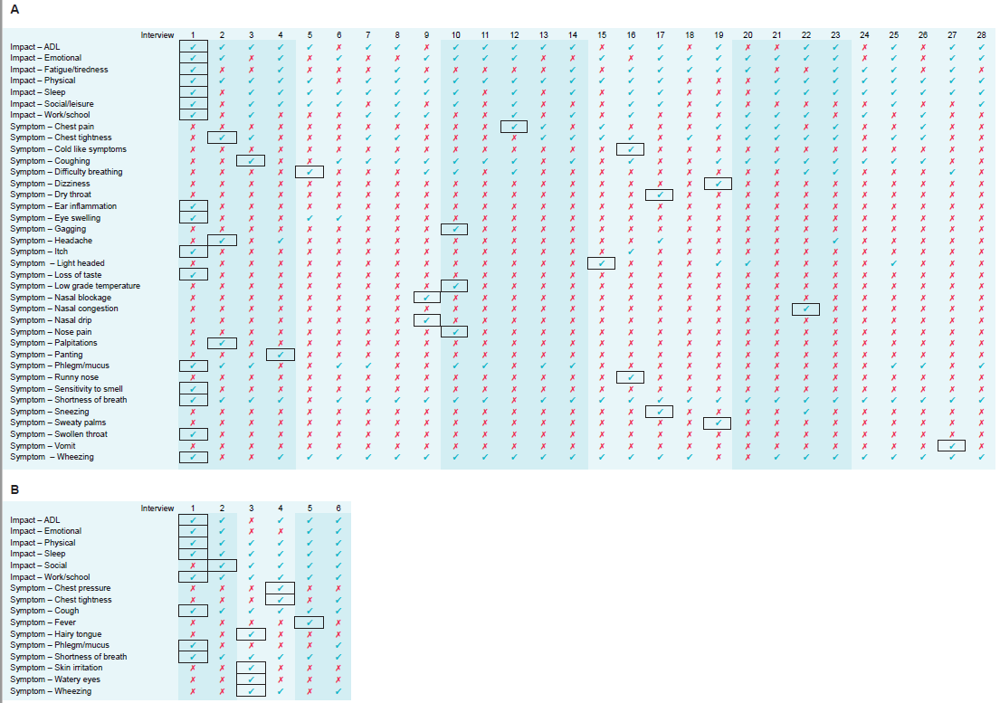 A
Interview 1 2 3 4 5 6 7 8 9 10 11 12 13 14 15 16 17 18 19 20 21 22 23 24 25 26 27 28
Impact – ADL
Impact – Emotional
Impact – Fatigue/tiredness
Impact – Physical
Impact – Sleep
Impact – Social/leisure
Impact – Work/school
Symptom – Chest pain
Symptom – Chest tightness
Symptom – Cold like symptoms
Symptom – Coughing
Symptom – Difficulty breathing
Symptom – Dizziness
Symptom – Dry throat
Symptom – Ear inflammation
Symptom – Eye swelling
Symptom – Gagging
Symptom – Headache
Symptom – Itch
Symptom – Light headed
Symptom – Loss of taste
Symptom – Low grade temperature
Symptom – Nasal blockage
Symptom – Nasal congestion
Symptom – Nasal drip
Symptom – Nose pain
Symptom – Palpitations
Symptom – Panting
Symptom – Phlegm/mucus
Symptom – Runny nose
Symptom – Sensitivity to smell
Symptom – Shortness of breath
Symptom – Sneezing
Symptom – Sweaty palms
Symptom – Swollen throat
Symptom – Vomit
Symptom – Wheezing
B
Interview 1 2 3 4 5 6
Impact – ADL
Impact – Emotional
Impact – Physical
Impact – Sleep
Impact – Social
Impact – Work/school
Symptom – Chest pressure
Symptom – Chest tightness
Symptom – Cough
Symptom – Fever
Symptom – Hairy tongue
Symptom – Phlegm/mucus
Symptom – Shortness of breath
Symptom – Skin irritation
Symptom – Watery eyes
Symptom – Wheezing